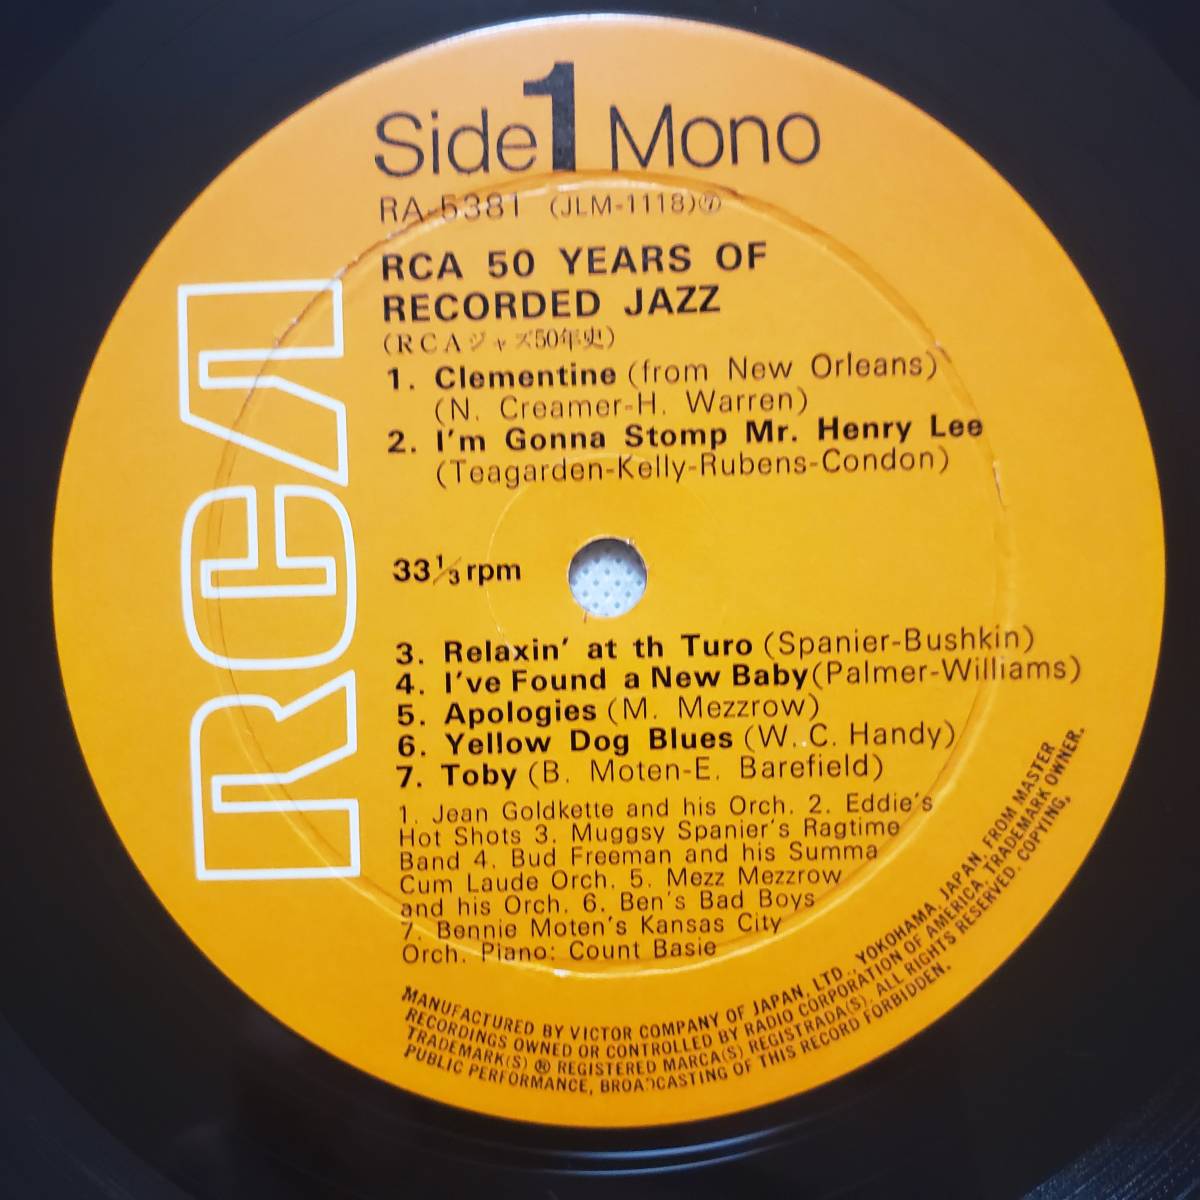 Side 1 Mono
RA-5381 (JLM-1118)⑦
RCA 50 YEARS OF
RECORDED JAZZ
(RCAジャズ50年史)
1. Clementine (from New Orleans)
(N. Creamer-H. Warren)
2. I'm Gonna Stomp Mr. Henry Lee
(Teagarden-Kelly-Rubens-Condon)
RCA
33 1/3 rpm
3. Relaxin' at th Turo (Spanier-Bushkin)
4. I've Found a New Baby (Palmer-Williams)
5. Apologies (M. Mezzrow)
6. Yellow Dog Blues (W. C. Handy)
7. Toby (B. Moten-E. Barefield)
1. Jean Goldkette and his Orch. 2. Eddie's
Hot Shots 3. Muggsy Spanier's Ragtime
Band 4. Bud Freeman and his Summa
Cum Laude Orch. 5. Mezz Mezzrow
and his Orch. 6. Ben's Bad Boys
7. Bennie Moten's Kansas City
Orch. Piano: Count Basie
MANUFACTURED BY VICTOR COMPANY OF JAPAN, LTD., YOKOHAMA, JAPAN, FROM MASTER
RECORDINGS OWNED OR CONTROLLED BY RADIO CORPORATION OF AMERICA, TRADEMARK OWNER.
TRADEMARK(S) ® REGISTERED MARCA(S) REGISTRADA(S). ALL RIGHTS RESERVED. COPYING,
PUBLIC PERFORMANCE, BROADCASTING OF THIS RECORD FORBIDDEN.